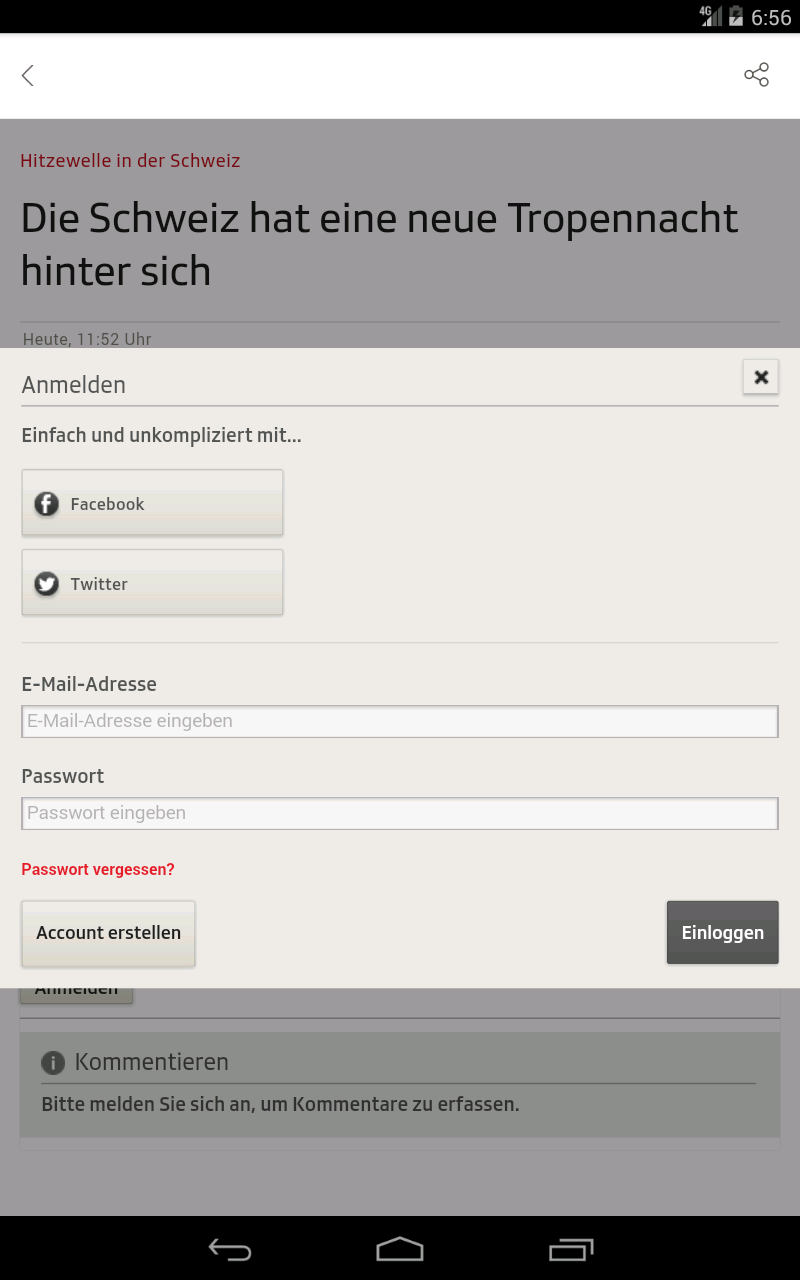 4G 6:56
Hitzewelle in der Schweiz
Die Schweiz hat eine neue Tropennacht
hinter sich
Heute, 11:52 Uhr
Anmelden
Einfach und unkompliziert mit...
Facebook
Twitter
E-Mail-Adresse
E-Mail-Adresse eingeben
Passwort
Passwort eingeben
Passwort vergessen?
Account erstellen
Einloggen
Anmelden
Kommentieren
Bitte melden Sie sich an, um Kommentare zu erfassen.